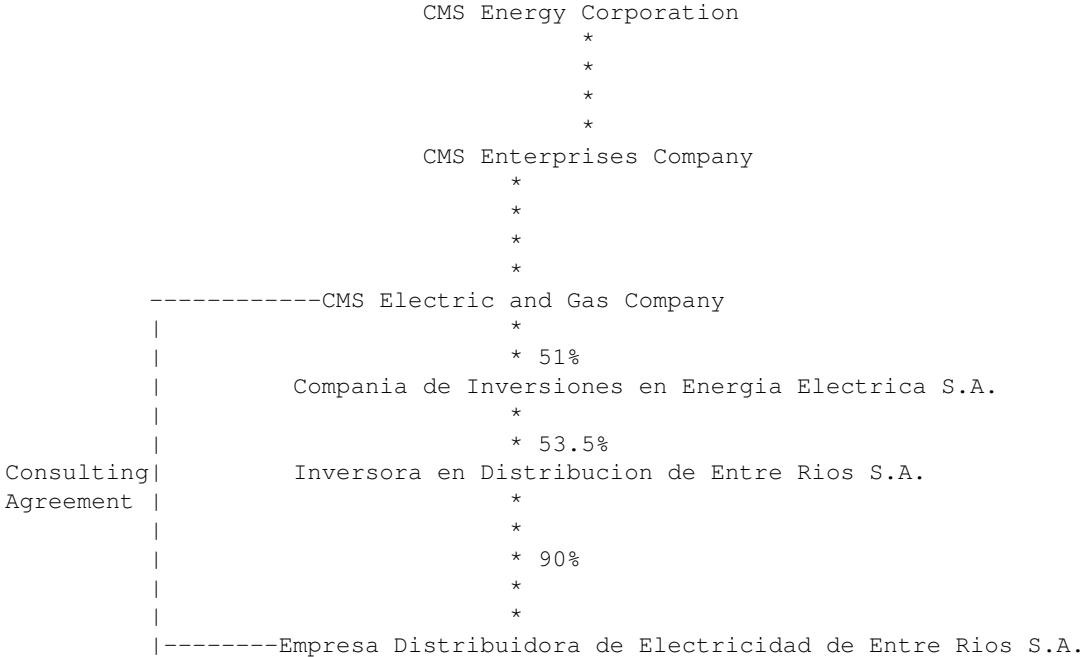 CMS Energy Corporation
*
*
*
*
CMS Enterprises Company
*
*
*
*
------------CMS Electric and Gas Company
| *
| * 51%
| Compania de Inversiones en Energia Electrica S.A.
| *
| * 53.5%
Consulting| Inversora en Distribucion de Entre Rios S.A.
Agreement | *
| *
| * 90%
| *
| *
|--------Empresa Distribuidora de Electricidad de Entre Rios S.A.